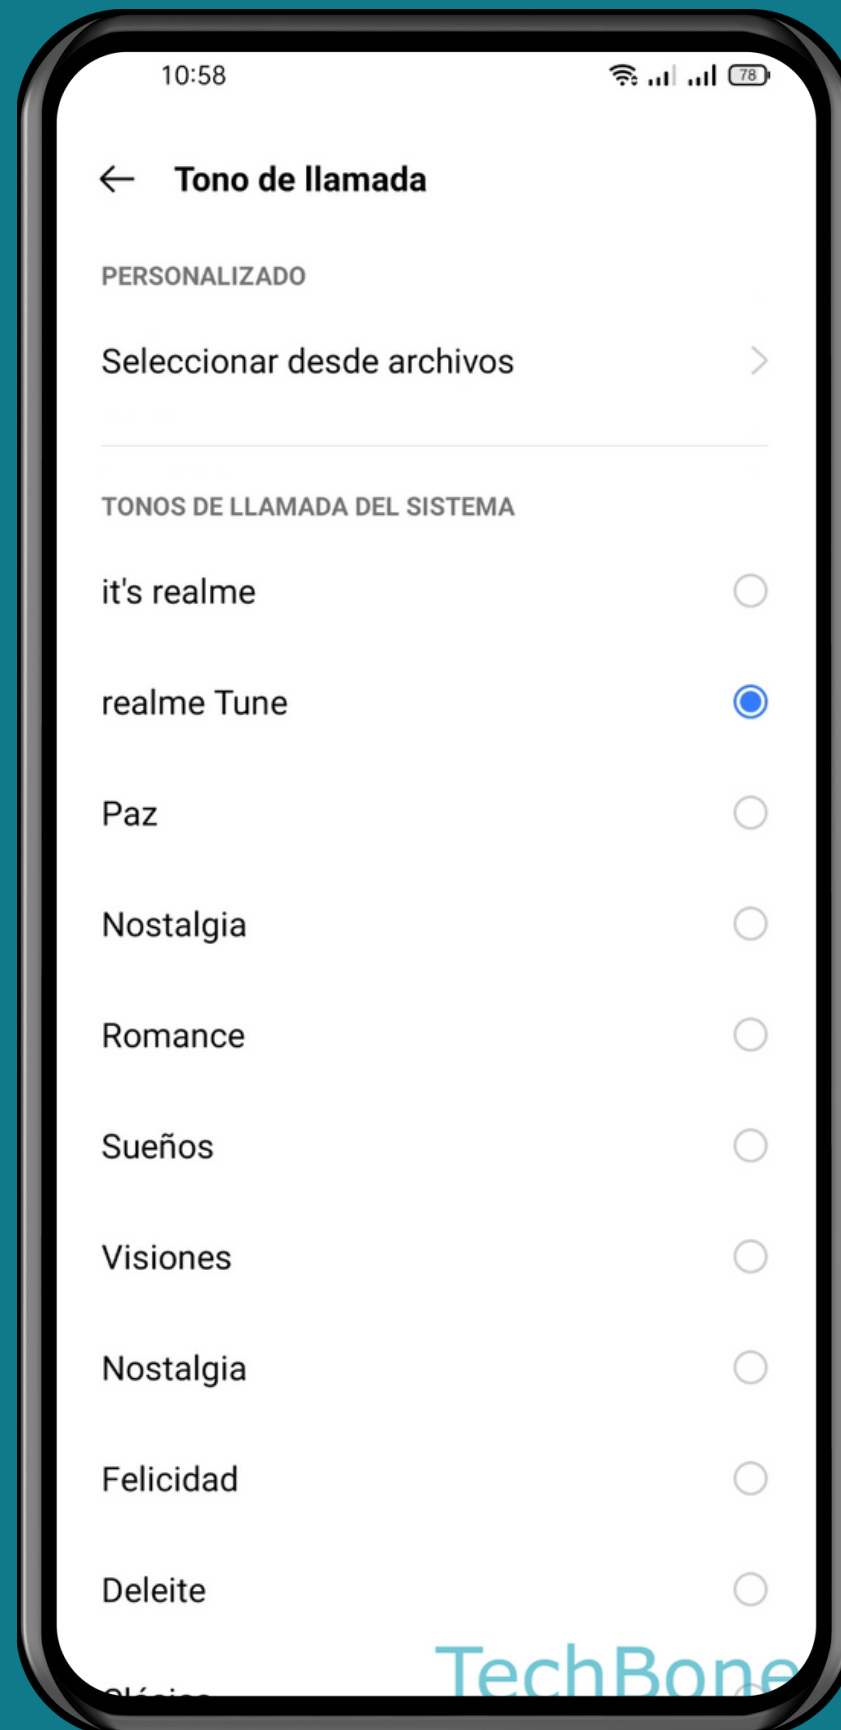 10:58
78
Tono de llamada
PERSONALIZADO
Seleccionar desde archivos
TONOS DE LLAMADA DEL SISTEMA
it's realme
realme Tune
Paz
Nostalgia
Romance
Sueños
Visiones
Nostalgia
Felicidad
Deleite
TechBone